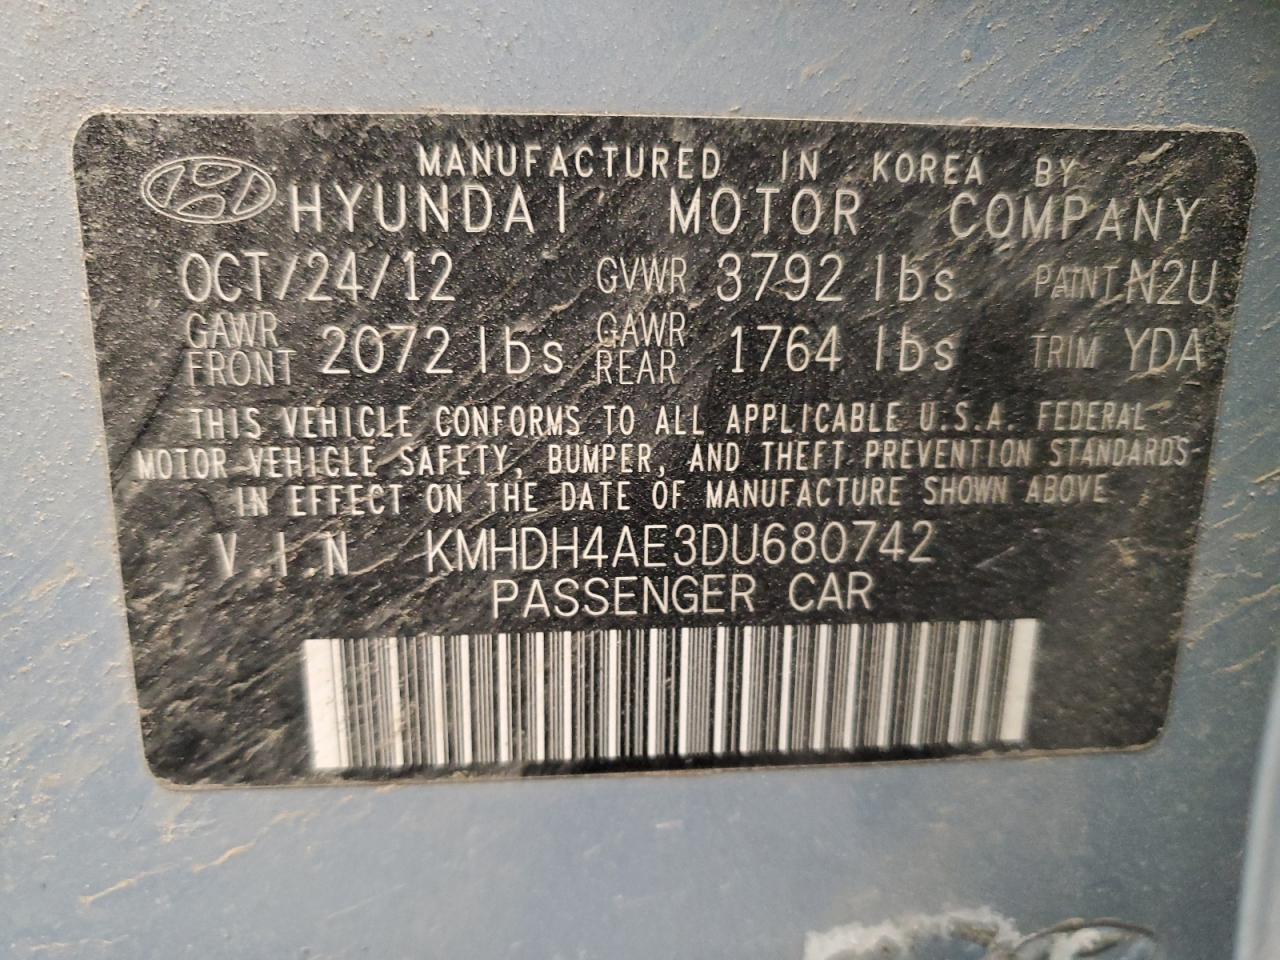 MANUFACTURED IN KOREA BY
HYUNDAI MOTOR COMPANY
OCT/24/12 GVWR 3792 lbs PAINT N2U
GAWR FRONT 2072 lbs GAWR REAR 1764 lbs TRIM YDA
THIS VEHICLE CONFORMS TO ALL APPLICABLE U.S.A. FEDERAL
MOTOR VEHICLE SAFETY, BUMPER, AND THEFT PREVENTION STANDARDS
IN EFFECT ON THE DATE OF MANUFACTURE SHOWN ABOVE
V.I.N KMHDH4AE3DU680742
PASSENGER CAR